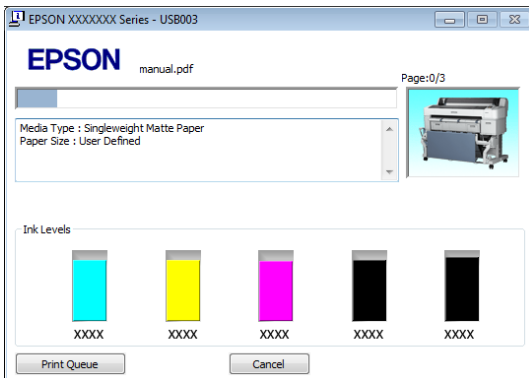 EPSON XXXXXXX Series - USB003
EPSON
manual.pdf
Page:0/3
Media Type : Singleweight Matte Paper
Paper Size : User Defined
Ink Levels
XXXX XXXX XXXX XXXX XXXX
Print Queue Cancel